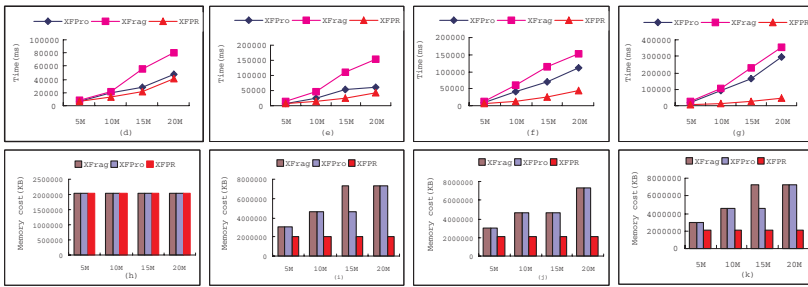 XFPro XFrag XFPR
Time(ms)
100000
80000
60000
40000
20000
0
5M 10M 15M 20M
(d)
XFPro XFrag XFPR
Time(ms)
200000
150000
100000
50000
0
5M 10M 15M 20M
(e)
XFPro XFrag XFPR
Time(ms)
200000
150000
100000
50000
0
5M 10M 15M 20M
(f)
XFPro XFrag XFPR
Time(ms)
400000
300000
200000
100000
0
5M 10M 15M 20M
(g)
XFrag XFPro XFPR
Memory cost(KB)
2500000
2000000
1500000
1000000
500000
0
5M 10M 15M 20M
(h)
XFrag XFPro XFPR
Memory cost(KB)
8000000
6000000
4000000
2000000
0
5M 10M 15M 20M
(i)
XFrag XFPro XFPR
Memory cost(KB)
8000000
6000000
4000000
2000000
0
5M 10M 15M 20M
(j)
XFrag XFPro XFPR
Memory cost(KB)
8000000
6000000
4000000
2000000
0
5M 10M 15M 20M
(k)